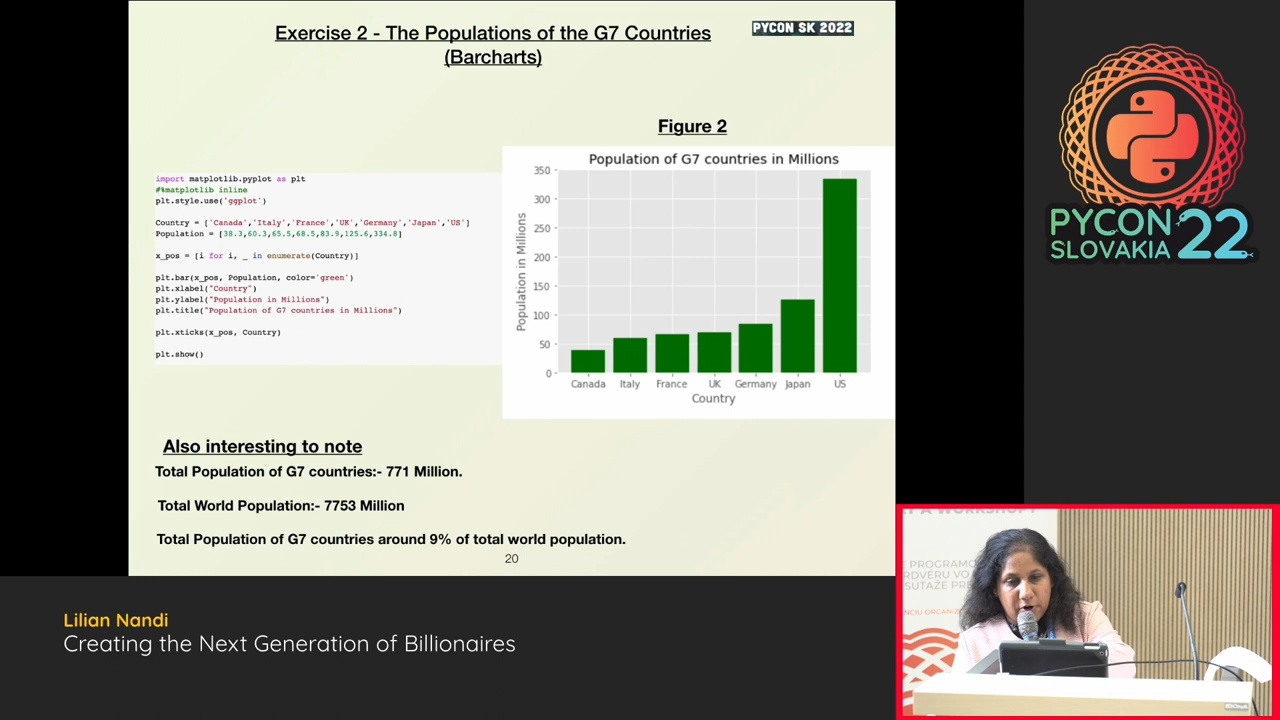 Exercise 2 - The Populations of the G7 Countries
(Barcharts)
PYCON SK 2022
Figure 2
import matplotlib.pyplot as plt
#%matplotlib inline
plt.style.use('ggplot')
Country = ['Canada','Italy','France','UK','Germany','Japan','US']
Population = [38.3,60.3,65.5,68.5,83.9,125.6,334.8]
x_pos = [i for i, _ in enumerate(Country)]
plt.bar(x_pos, Population, color='green')
plt.xlabel("Country")
plt.ylabel("Population in Millions")
plt.title("Population of G7 countries in Millions")
plt.xticks(x_pos, Country)
plt.show()
Population of G7 countries in Millions
Population in Millions
350
300
250
200
150
100
50
0
Canada Italy France UK Germany Japan US
Country
Also interesting to note
Total Population of G7 countries:- 771 Million.
Total World Population:- 7753 Million
Total Population of G7 countries around 9% of total world population.
20
PYCON
SLOVAKIA 22
A WORKSHOP
PROGRAMO
Lilian Nandi
Creating the Next Generation of Billionaires